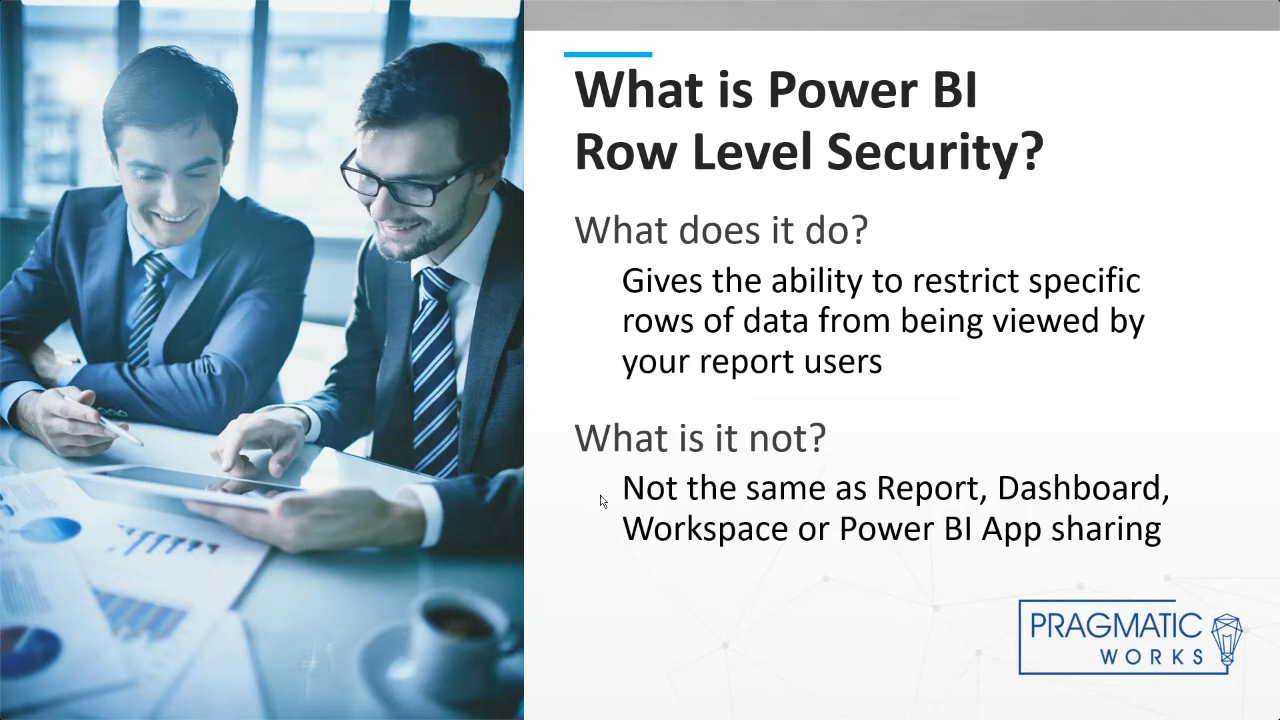 What is Power BI
Row Level Security?
What does it do?
Gives the ability to restrict specific
rows of data from being viewed by
your report users
What is it not?
Not the same as Report, Dashboard,
Workspace or Power BI App sharing
PRAGMATIC
WORKS